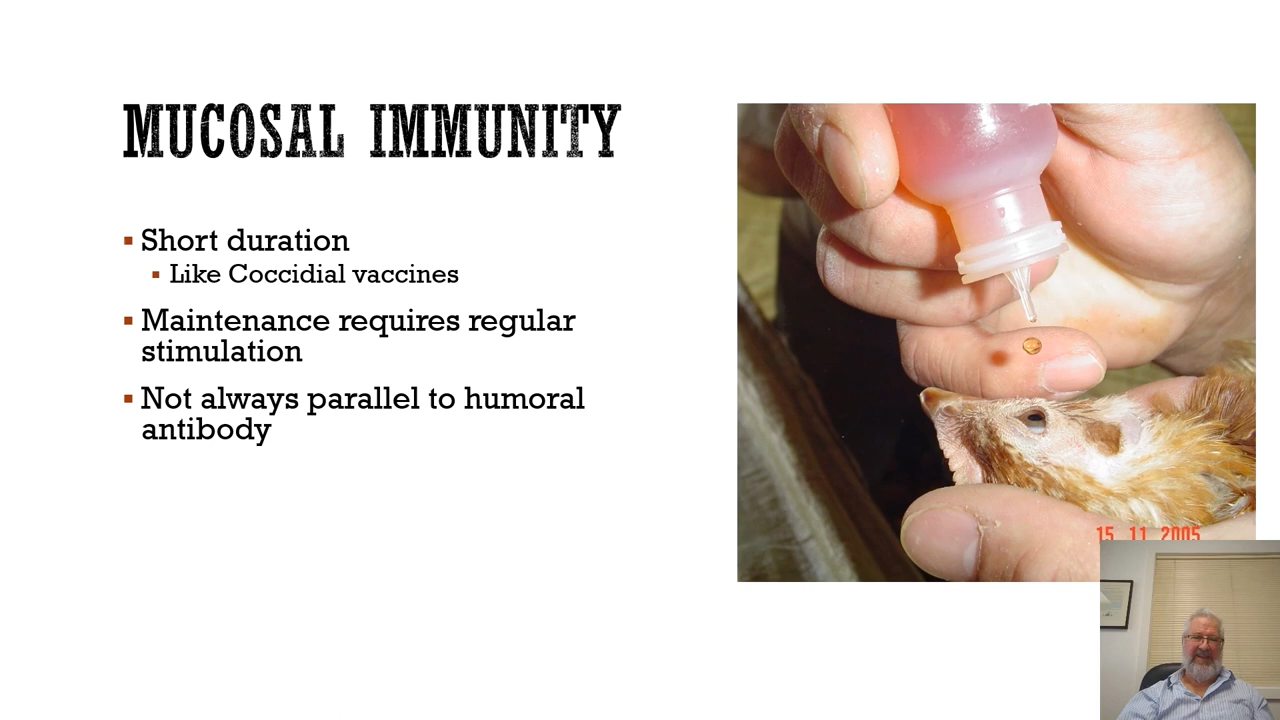 MUCOSAL IMMUNITY
Short duration
Like Coccidial vaccines
Maintenance requires regular
stimulation
Not always parallel to humoral
antibody
15 11 2005